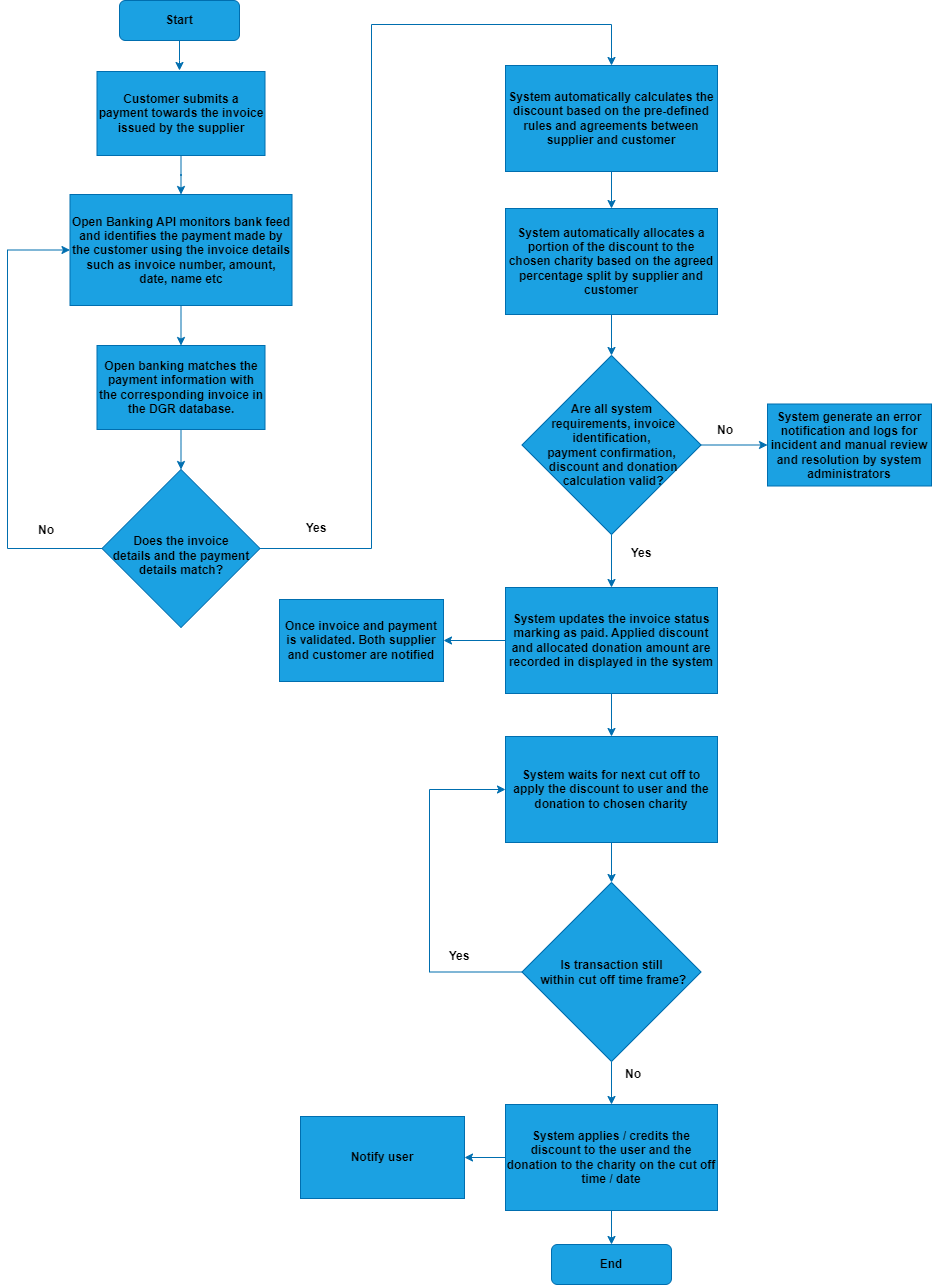 Start
Customer submits a
payment towards the invoice
issued by the supplier
Open Banking API monitors bank feed
and identifies the payment made by
the customer using the invoice details
such as invoice number, amount,
date, name etc
Open banking matches the
payment information with
the corresponding invoice in
the DGR database.
Does the invoice
details and the payment
details match?
No
Yes
System automatically calculates the
discount based on the pre-defined
rules and agreements between
supplier and customer
System automatically allocates a
portion of the discount to the
chosen charity based on the agreed
percentage split by supplier and
customer
Are all system
requirements, invoice
identification,
payment confirmation,
discount and donation
calculation valid?
No
System generate an error
notification and logs for
incident and manual review
and resolution by system
administrators
Yes
System updates the invoice status
marking as paid. Applied discount
and allocated donation amount are
recorded in displayed in the system
Once invoice and payment
is validated. Both supplier
and customer are notified
System waits for next cut off to
apply the discount to user and the
donation to chosen charity
Is transaction still
within cut off time frame?
Yes
No
System applies / credits the
discount to the user and the
donation to the charity on the cut off
time / date
Notify user
End